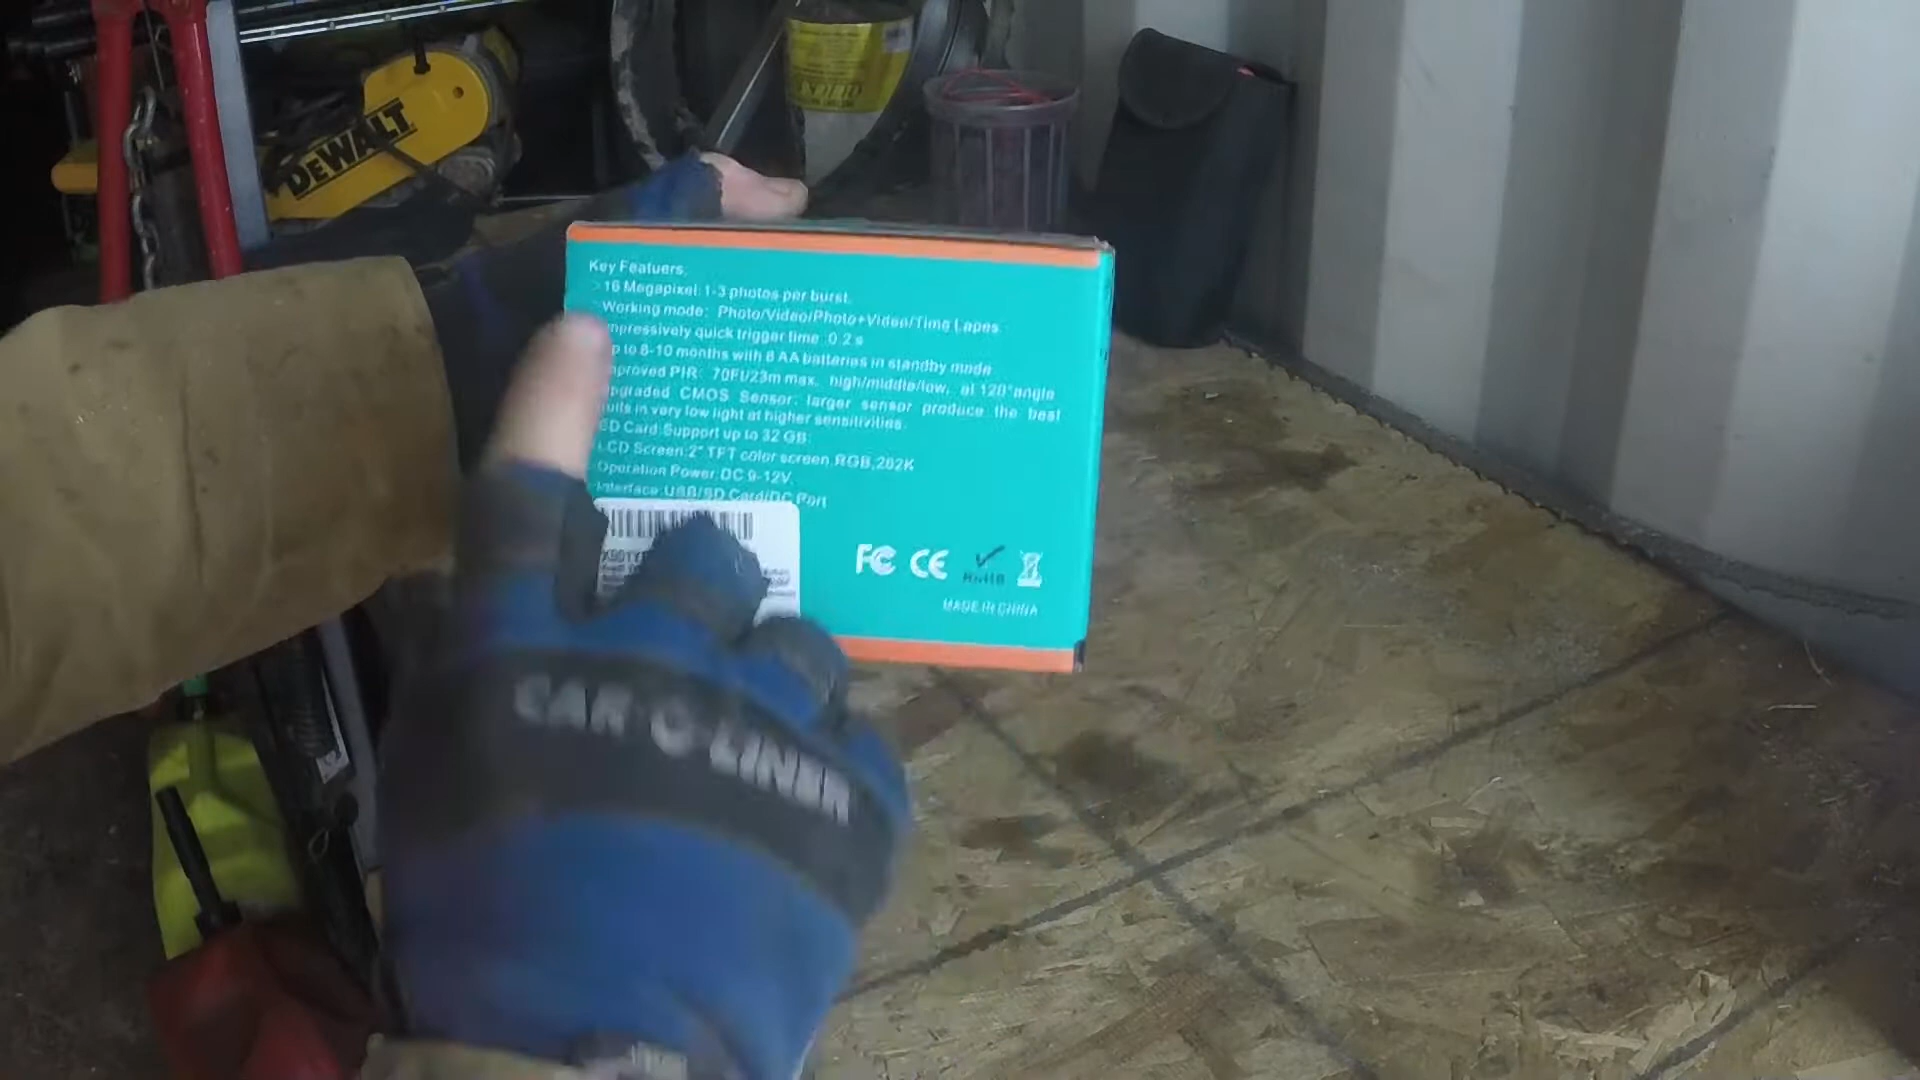 DEWALT
Key Featuers:
16 Megapixel: 1-3 photos per burst.
Working mode: Photo/Video/Photo+Video/Time Lapes
mpressively quick trigger time :0.2 s
p to 8-10 months with 8 AA batteries in standby mode
mproved PIR: 70Ft/23m max, high/middle/low, at 120°angle
pgraded CMOS Sensor: larger sensor produce the best
ults in very low light at higher sensitivities
SD Card:Support up to 32 GB
LCD Screen:2" TFT color screen,RGB,262K
Operation Power:DC 9-12V
Interface:USB/SD Card/DC Port
FC CE RoHS
MADE IN CHINA
CAR-O-LINER